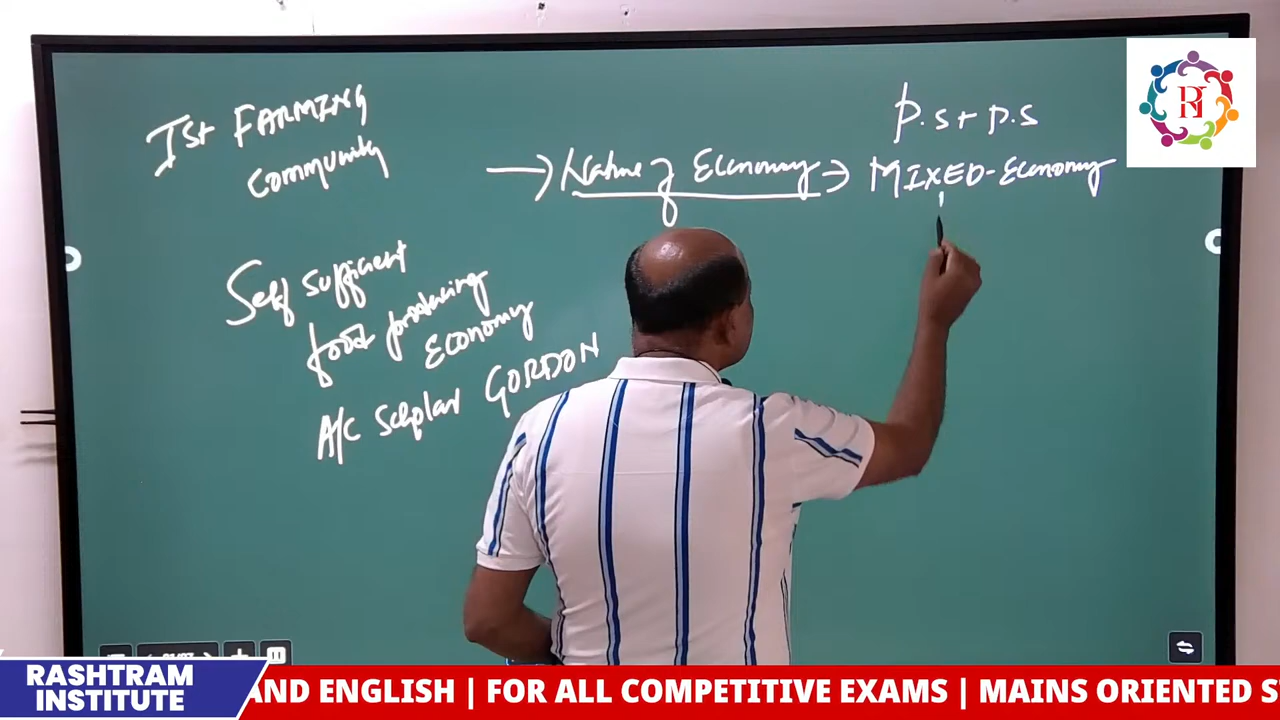 Ist FARMING
Community
Self sufficient
food producing
Economy
A/C Scholar GORDON
P.S + P.S
→ Nature of Economy → MIXED-Economy
RASHTRAM
INSTITUTE
AND ENGLISH | FOR ALL COMPETITIVE EXAMS | MAINS ORIENTED S